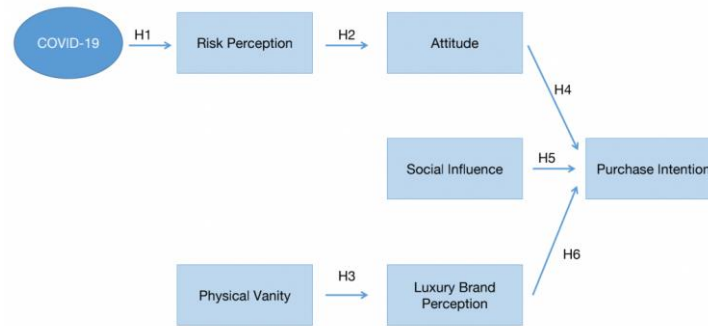 COVID-19
H1
Risk Perception
H2
Attitude
H4
Social Influence
H5
Purchase Intention
H6
Physical Vanity
H3
Luxury Brand
Perception